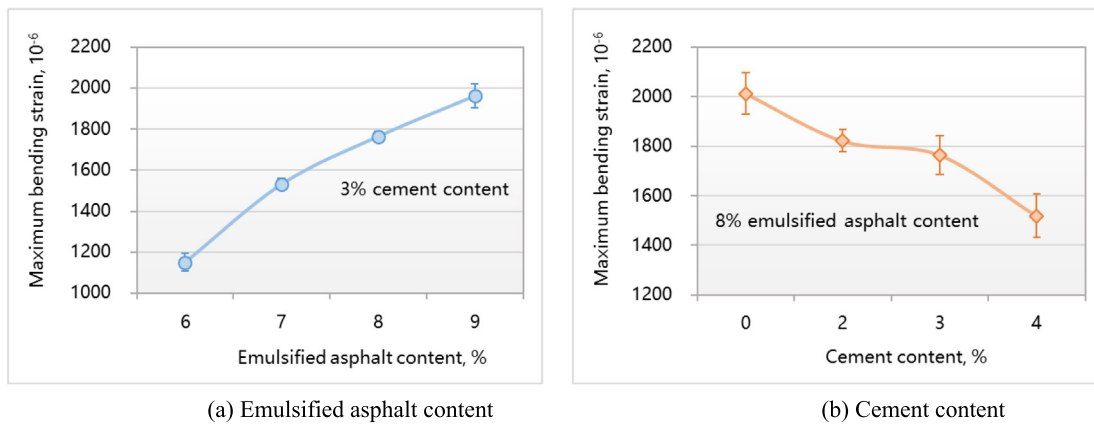 Maximum bending strain, 10-6
2200
2000
1800
1600
1400
1200
1000
3% cement content
6 7 8 9
Emulsified asphalt content, %
(a) Emulsified asphalt content
Maximum bending strain, 10-6
2200
2000
1800
1600
1400
1200
8% emulsified asphalt content
0 2 3 4
Cement content, %
(b) Cement content